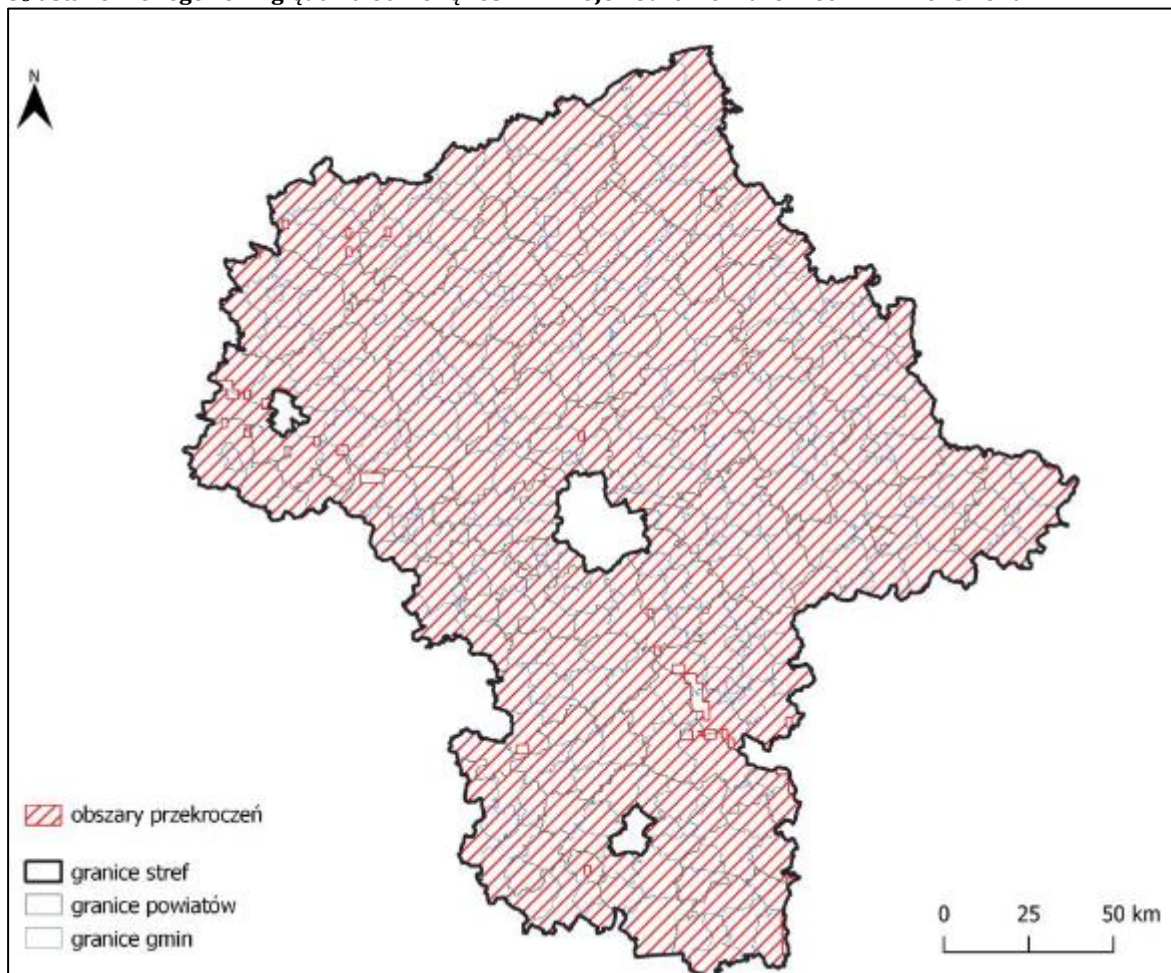 N
obszary przekroczeń
granice stref
granice powiatów
granice gmin
0 25 50 km